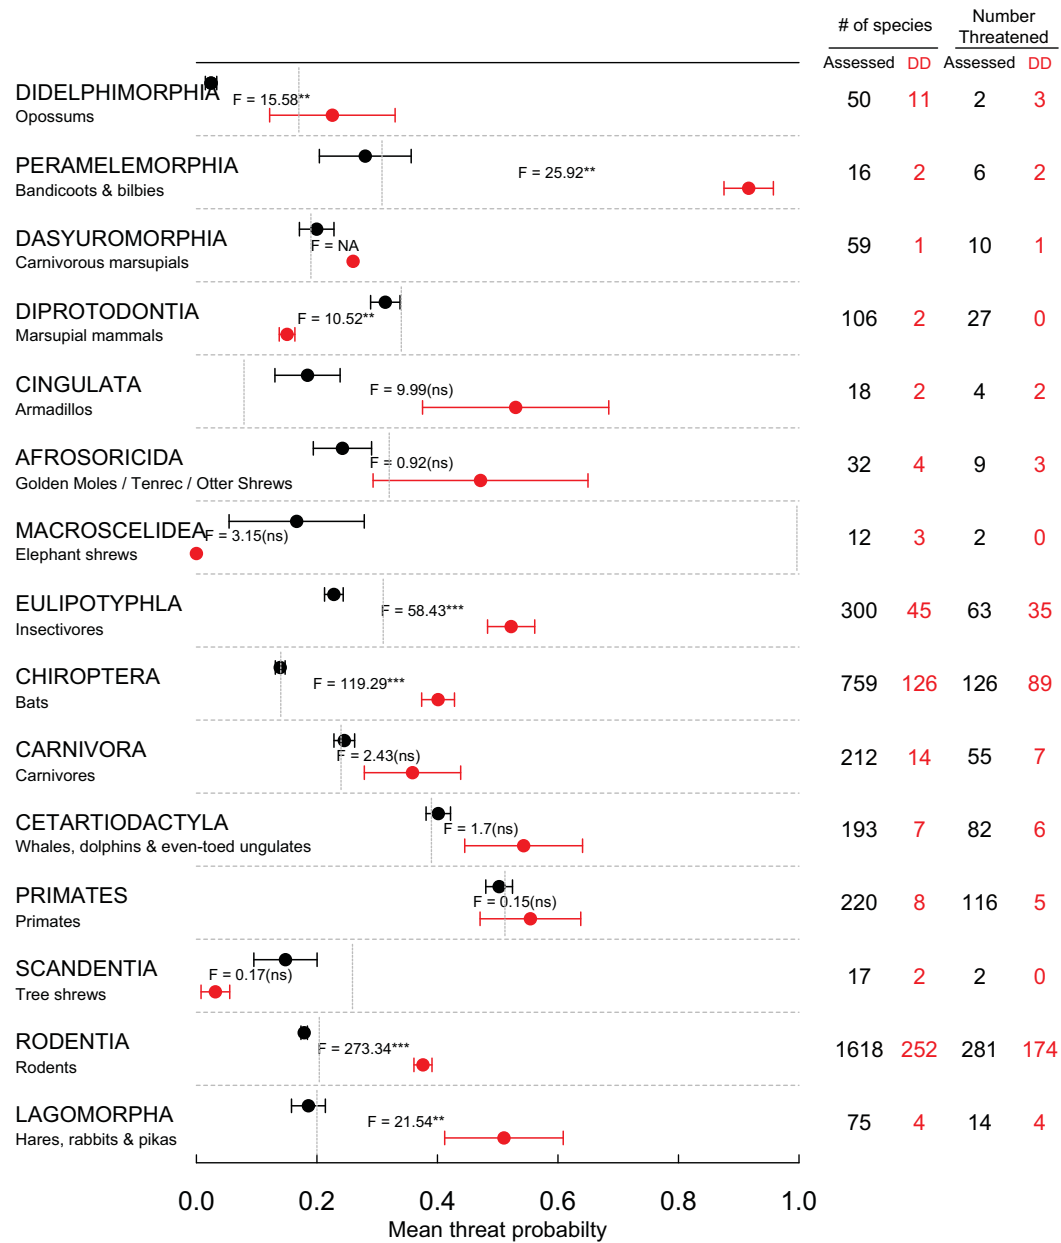 # of species
Number
Threatened
Assessed DD Assessed DD
DIDELPHIMORPHIA
Opossums
F = 15.58**
50 11 2 3
PERAMELEMORPHIA
Bandicoots & bilbies
F = 25.92**
16 2 6 2
DASYUROMORPHIA
Carnivorous marsupials
F = NA
59 1 10 1
DIPROTODONTIA
Marsupial mammals
F = 10.52**
106 2 27 0
CINGULATA
Armadillos
F = 9.99(ns)
18 2 4 2
AFROSORICIDA
Golden Moles / Tenrec / Otter Shrews
F = 0.92(ns)
32 4 9 3
MACROSCELIDEA
Elephant shrews
F = 3.15(ns)
12 3 2 0
EULIPOTYPHLA
Insectivores
F = 58.43***
300 45 63 35
CHIROPTERA
Bats
F = 119.29***
759 126 126 89
CARNIVORA
Carnivores
F = 2.43(ns)
212 14 55 7
CETARTIODACTYLA
Whales, dolphins & even-toed ungulates
F = 1.7(ns)
193 7 82 6
PRIMATES
Primates
F = 0.15(ns)
220 8 116 5
SCANDENTIA
Tree shrews
F = 0.17(ns)
17 2 2 0
RODENTIA
Rodents
F = 273.34***
1618 252 281 174
LAGOMORPHA
Hares, rabbits & pikas
F = 21.54**
75 4 14 4
0.0 0.2 0.4 0.6 0.8 1.0
Mean threat probabilty